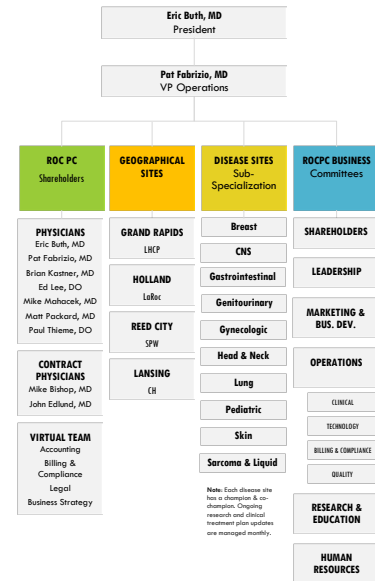 Eric Buth, MD
President
Pat Fabrizio, MD
VP Operations
ROC PC
Shareholders
PHYSICIANS
Eric Buth, MD
Pat Fabrizio, MD
Brian Kastner, MD
Ed Lee, DO
Mike Mahacek, MD
Matt Packard, MD
Paul Thieme, DO
CONTRACT
PHYSICIANS
Mike Bishop, MD
John Edlund, MD
VIRTUAL TEAM
Accounting
Billing &
Compliance
Legal
Business Strategy
GEOGRAPHICAL
SITES
GRAND RAPIDS
LHCP
HOLLAND
LaRoc
REED CITY
SPW
LANSING
CH
DISEASE SITES
Sub-
Specialization
Breast
CNS
Gastrointestinal
Genitourinary
Gynecologic
Head & Neck
Lung
Pediatric
Skin
Sarcoma & Liquid
Note: Each disease site
has a champion & co-
champion. Ongoing
research and clinical
treatment plan updates
are managed monthly.
ROCPC BUSINESS
Committees
SHAREHOLDERS
LEADERSHIP
MARKETING &
BUS. DEV.
OPERATIONS
CLINICAL
TECHNOLOGY
BILLING & COMPLIANCE
QUALITY
RESEARCH &
EDUCATION
HUMAN
RESOURCES